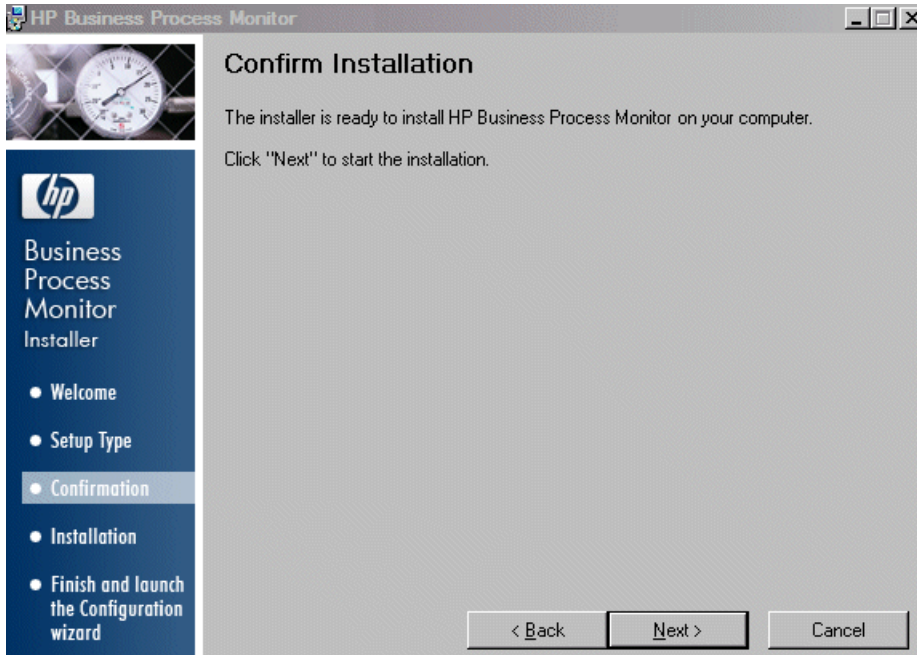 HP Business Process Monitor
Confirm Installation
The installer is ready to install HP Business Process Monitor on your computer.
Click "Next" to start the installation.
hp
Business
Process
Monitor
Installer
Welcome
Setup Type
Confirmation
Installation
Finish and launch
the Configuration
wizard
< Back
Next >
Cancel